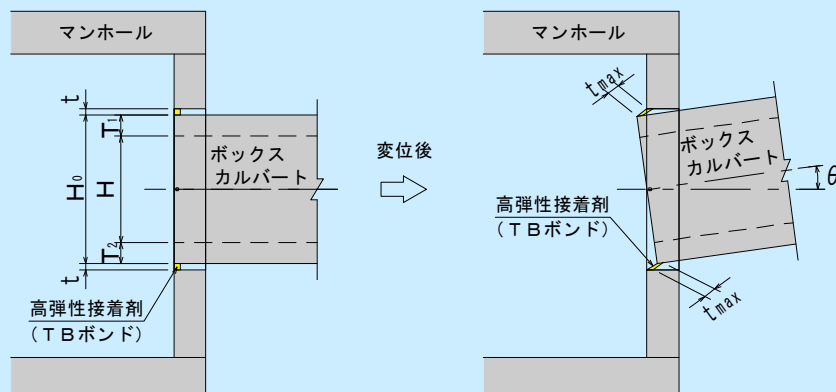 マンホール
t
T1
H0
H
T2
t
ボックス
カルバート
高弾性接着剤
(TBボンド)
変位後
マンホール
tmax
ボックス
カルバート
θ
高弾性接着剤
(TBボンド)
tmax